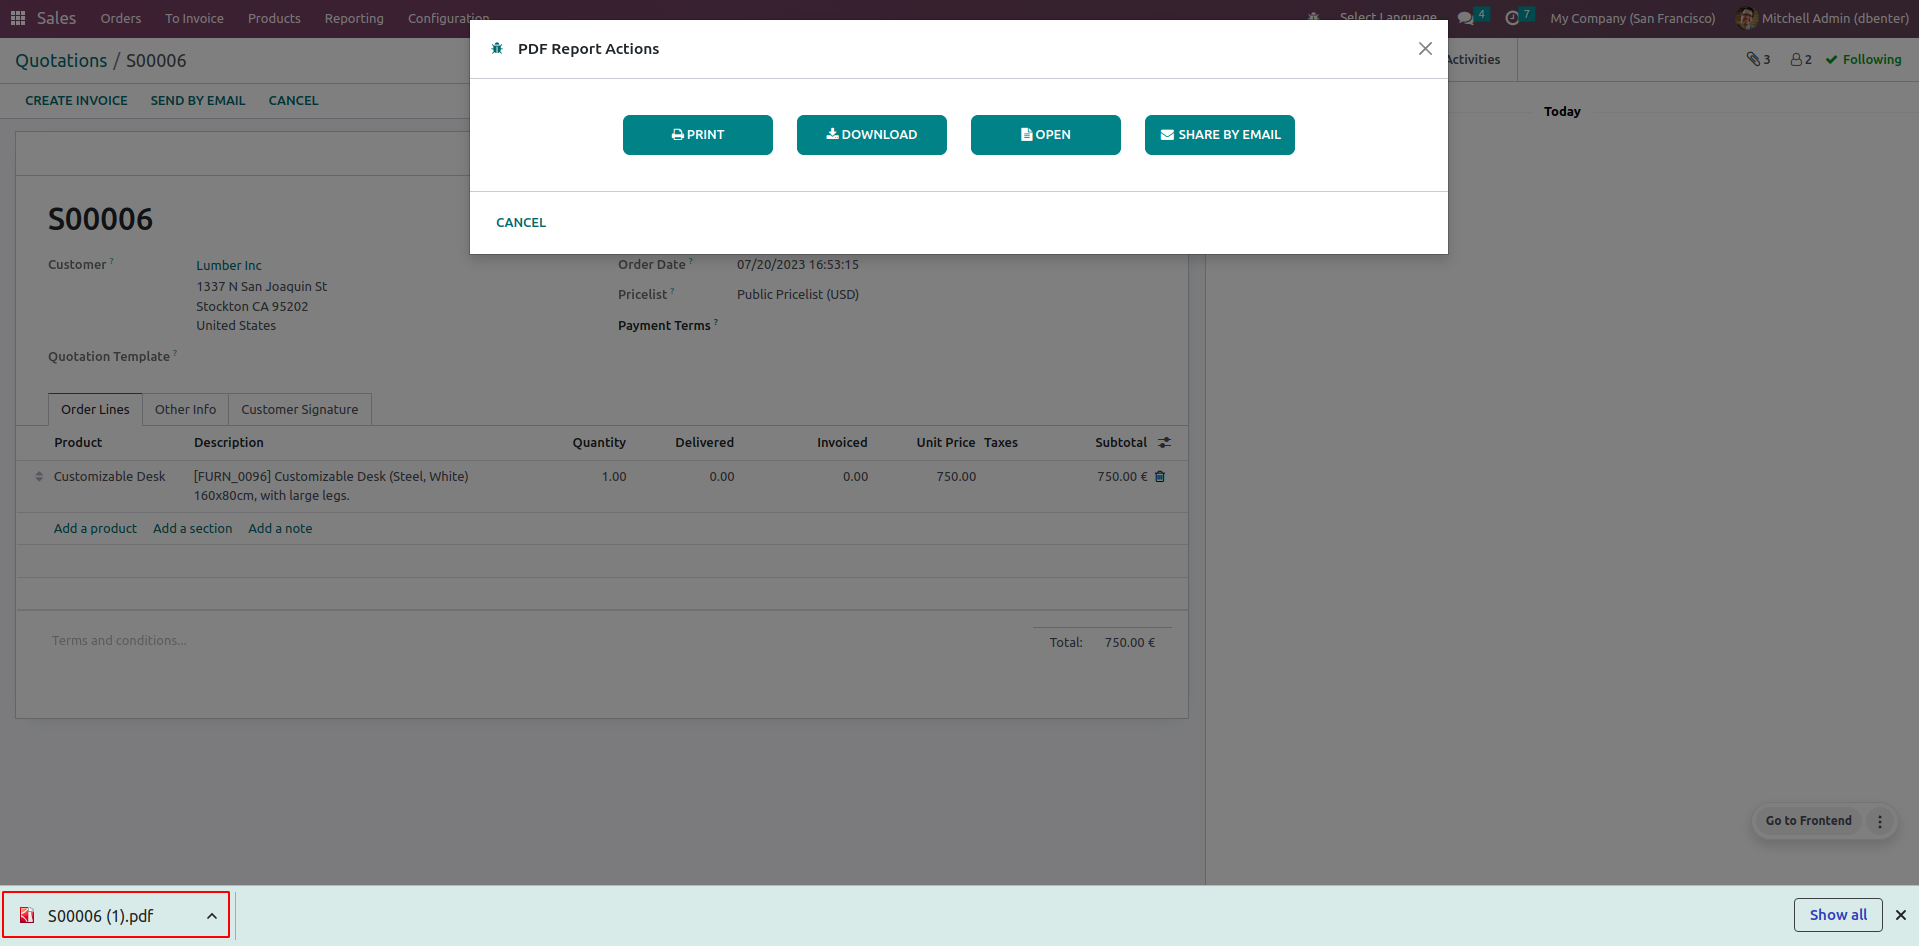 Sales Orders To Invoice Products Reporting Configuration Select Language 4 7 My Company (San Francisco) Mitchell Admin (dbenter)
Quotations / S00006
Activities 3 2 Following
CREATE INVOICE SEND BY EMAIL CANCEL
PDF Report Actions
PRINT DOWNLOAD OPEN SHARE BY EMAIL
CANCEL
Today
S00006
Customer ? Lumber Inc
1337 N San Joaquin St
Stockton CA 95202
United States
Quotation Template ?
Order Date ? 07/20/2023 16:53:15
Pricelist ? Public Pricelist (USD)
Payment Terms ?
Order Lines Other Info Customer Signature
Product Description Quantity Delivered Invoiced Unit Price Taxes Subtotal
Customizable Desk [FURN_0096] Customizable Desk (Steel, White) 1.00 0.00 0.00 750.00 750.00 €
160x80cm, with large legs.
Add a product Add a section Add a note
Terms and conditions...
Total: 750.00 €
Go to Frontend
S00006 (1).pdf
Show all